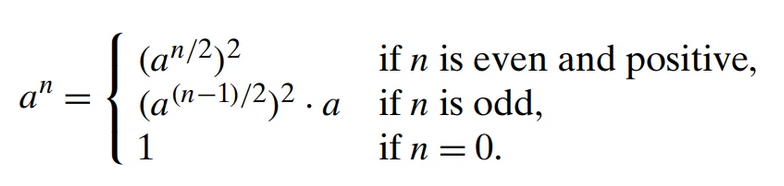 (a^{n/2})^2 if n is even and positive,
a^n = { (a^{(n−1)/2})^2 · a if n is odd,
1 if n = 0.